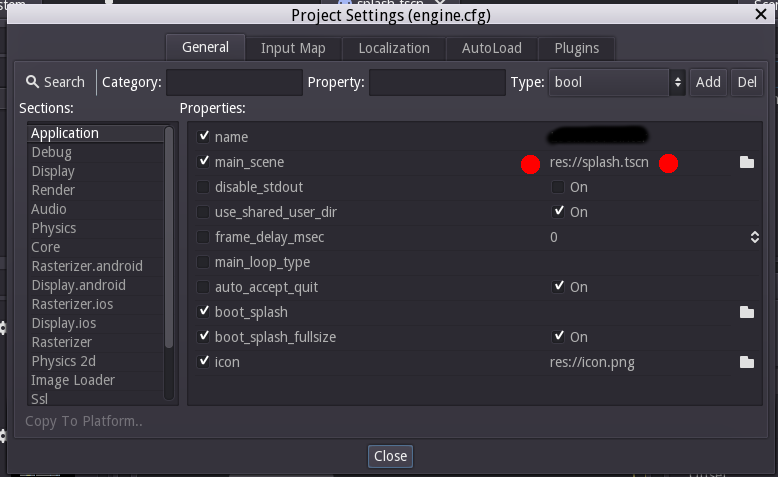 splash.tscn
Project Settings (engine.cfg)
General Input Map Localization AutoLoad Plugins
Search Category: Property: Type: bool Add Del
Sections: Properties:
Application
Debug
Display
Render
Audio
Physics
Core
Rasterizer.android
Display.android
Rasterizer.ios
Display.ios
Rasterizer
Physics 2d
Image Loader
Ssl
name
main_scene res://splash.tscn
disable_stdout On
use_shared_user_dir On
frame_delay_msec 0
main_loop_type
auto_accept_quit On
boot_splash
boot_splash_fullsize On
icon res://icon.png
Copy To Platform..
Close